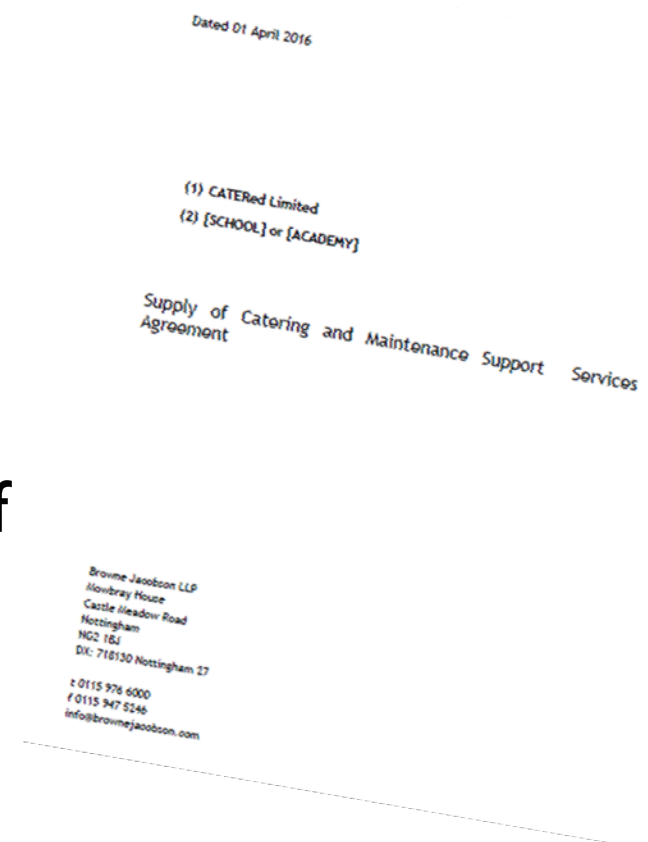 Dated 01 April 2016
(1) CATERed Limited
(2) [SCHOOL] or [ACADEMY]
Supply of Catering and Maintenance Support Services
Agreement
f
Browne Jacobson LLP
Mowbray House
Castle Meadow Road
Nottingham
NG2 1BJ
DX: 718130 Nottingham 27
t 0115 976 6000
f 0115 947 5246
info@brownejacobson.com